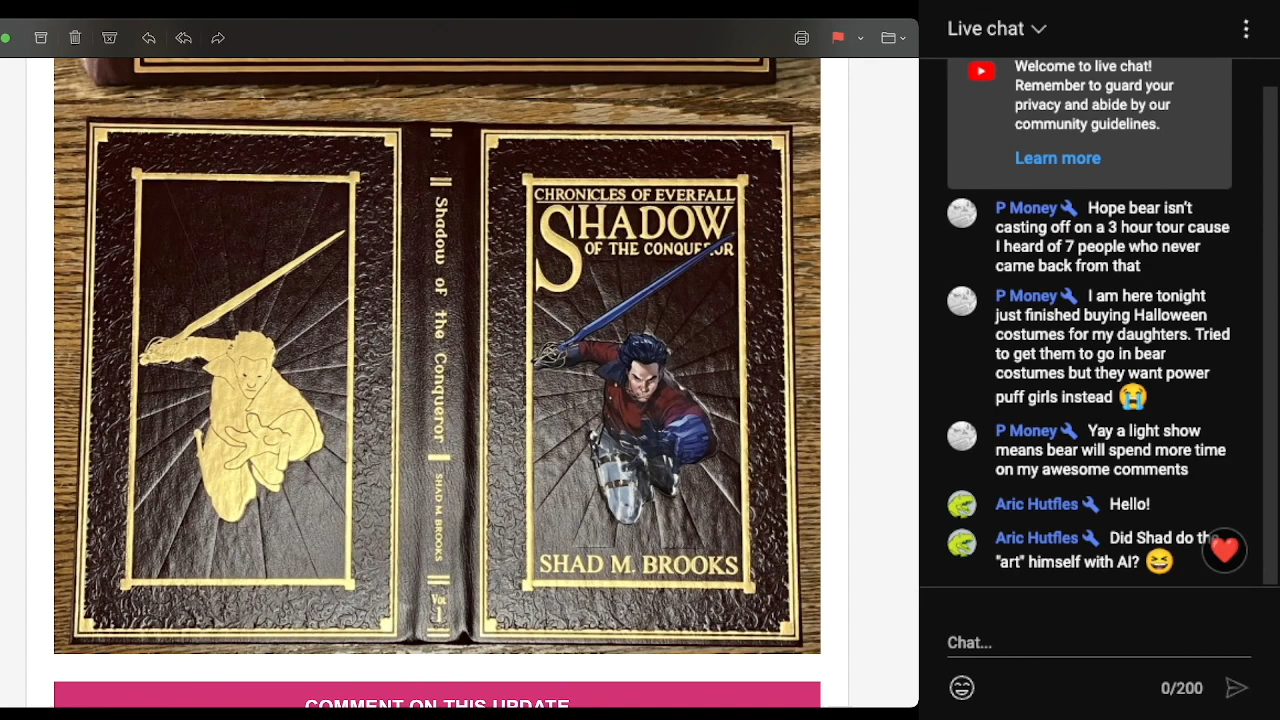 Shadow of the Conqueror
SHAD M. BROOKS
VOL
1
CHRONICLES OF EVERFALL
SHADOW
OF THE CONQUEROR
SHAD M. BROOKS
COMMENT ON THIS UPDATE
Live chat
Welcome to live chat!
Remember to guard your
privacy and abide by our
community guidelines.
Learn more
P Money Hope bear isn't
casting off on a 3 hour tour cause
I heard of 7 people who never
came back from that
P Money I am here tonight
just finished buying Halloween
costumes for my daughters. Tried
to get them to go in bear
costumes but they want power
puff girls instead 😭
P Money Yay a light show
means bear will spend more time
on my awesome comments
Aric Hutfles Hello!
Aric Hutfles Did Shad do the
"art" himself with AI? 😆
Chat...
0/200